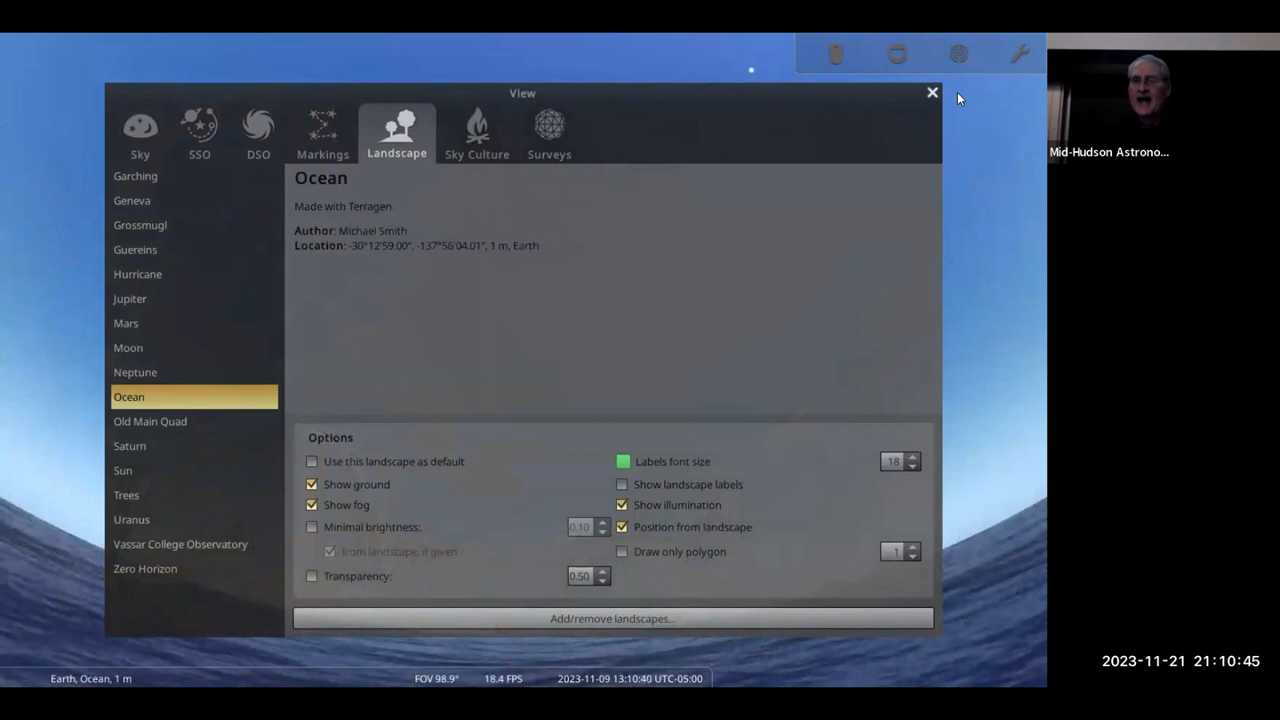 View
Sky
SSO
DSO
Markings
Landscape
Sky Culture
Surveys
Garching
Geneva
Grossmugl
Guereins
Hurricane
Jupiter
Mars
Moon
Neptune
Ocean
Old Main Quad
Saturn
Sun
Trees
Uranus
Vassar College Observatory
Zero Horizon
Ocean
Made with Terragen.
Author: Michael Smith
Location: -30°12'59.00", -137°56'04.01", 1 m, Earth
Options
Use this landscape as default
Labels font size 18
Show ground
Show landscape labels
Show fog
Show illumination
Minimal brightness: 0.10
Position from landscape
from landscape, if given
Draw only polygon 1
Transparency: 0.50
Add/remove landscapes...
Earth, Ocean, 1 m
FOV 98.9°
18.4 FPS
2023-11-09 13:10:40 UTC-05:00
Mid-Hudson Astrono...
2023-11-21 21:10:45